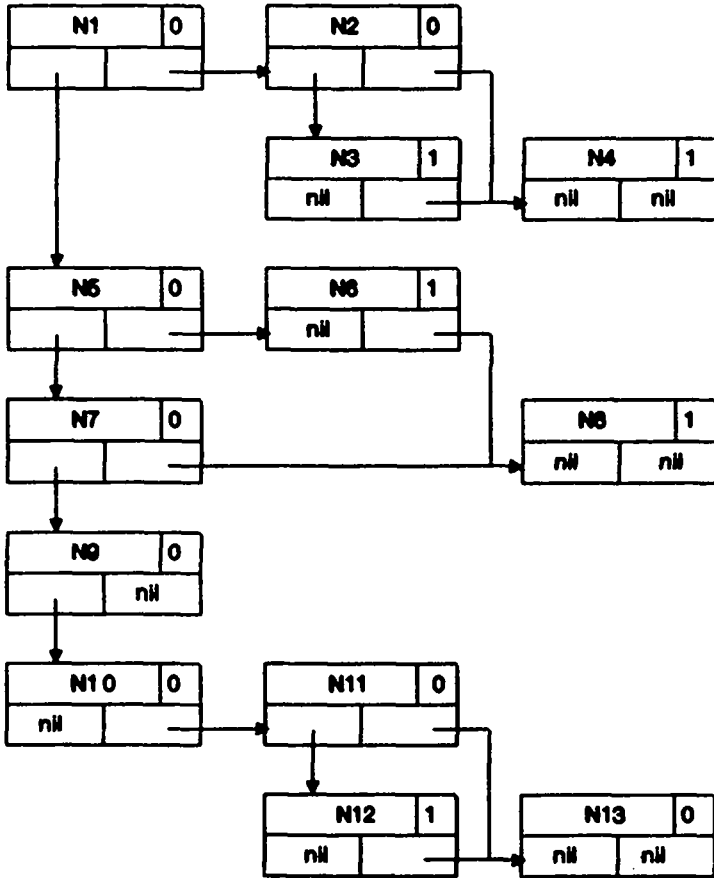 N1 0 N2 0
N3 1 N4 1
nil nil nil
N5 0 N6 1
nil
N7 0 N8 1
nil nil
N9 0
nil
N10 0 N11 0
nil
N12 1 N13 0
nil nil nil